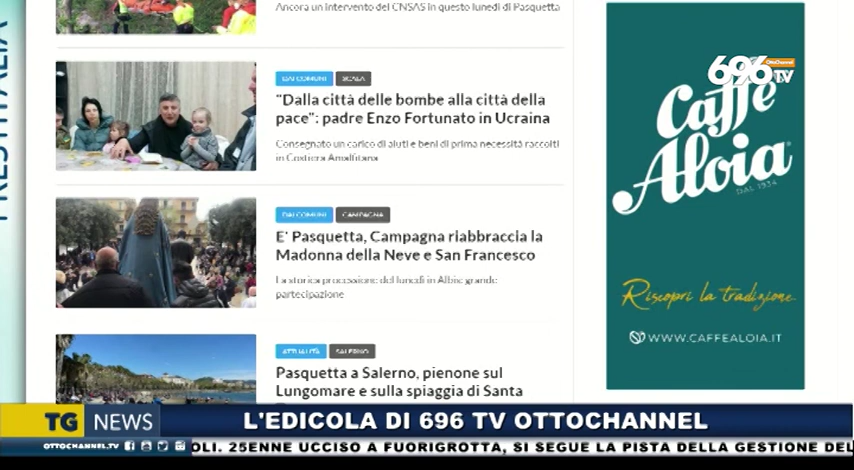 Ancora un intervento del CNSAS in questo lunedì di Pasquetta
DAI COMUNI SCALA
"Dalla città delle bombe alla città della
pace": padre Enzo Fortunato in Ucraina
Consegnato un carico di aiuti e beni di prima necessità raccolti
in Costiera Amalfitana
DAI COMUNI CAMPAGNA
E' Pasquetta, Campagna riabbraccia la
Madonna della Neve e San Francesco
La storica processione del lunedì in Albis: grande
partecipazione
ATTUALITÀ SALERNO
Pasquetta a Salerno, pienone sul
Lungomare e sulla spiaggia di Santa
696 OttoChannel TV
Caffè
Aloia
DAL 1934
Riscopri la tradizione
WWW.CAFFEALOIA.IT
TG NEWS L'EDICOLA DI 696 TV OTTOCHANNEL
OTTOCHANNEL.TV OLI. 25ENNE UCCISO A FUORIGROTTA, SI SEGUE LA PISTA DELLA GESTIONE DEL